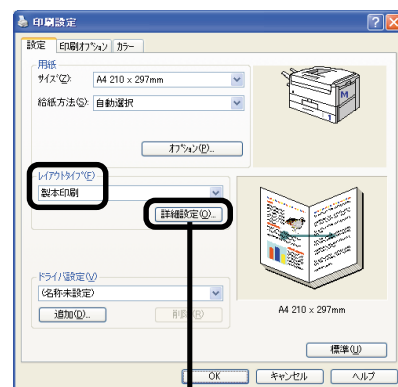 印刷設定
設定 印刷オプション カラー
用紙
サイズ(Z): A4 210 x 297mm
給紙方法(S): 自動選択
オプション(P)...
M
レイアウトタイプ(F)
製本印刷
詳細設定(O)...
ドライバ設定(V)
(名称未設定)
追加(D)... 削除(R)
A4 210 x 297mm
標準(U)
OK キャンセル ヘルプ